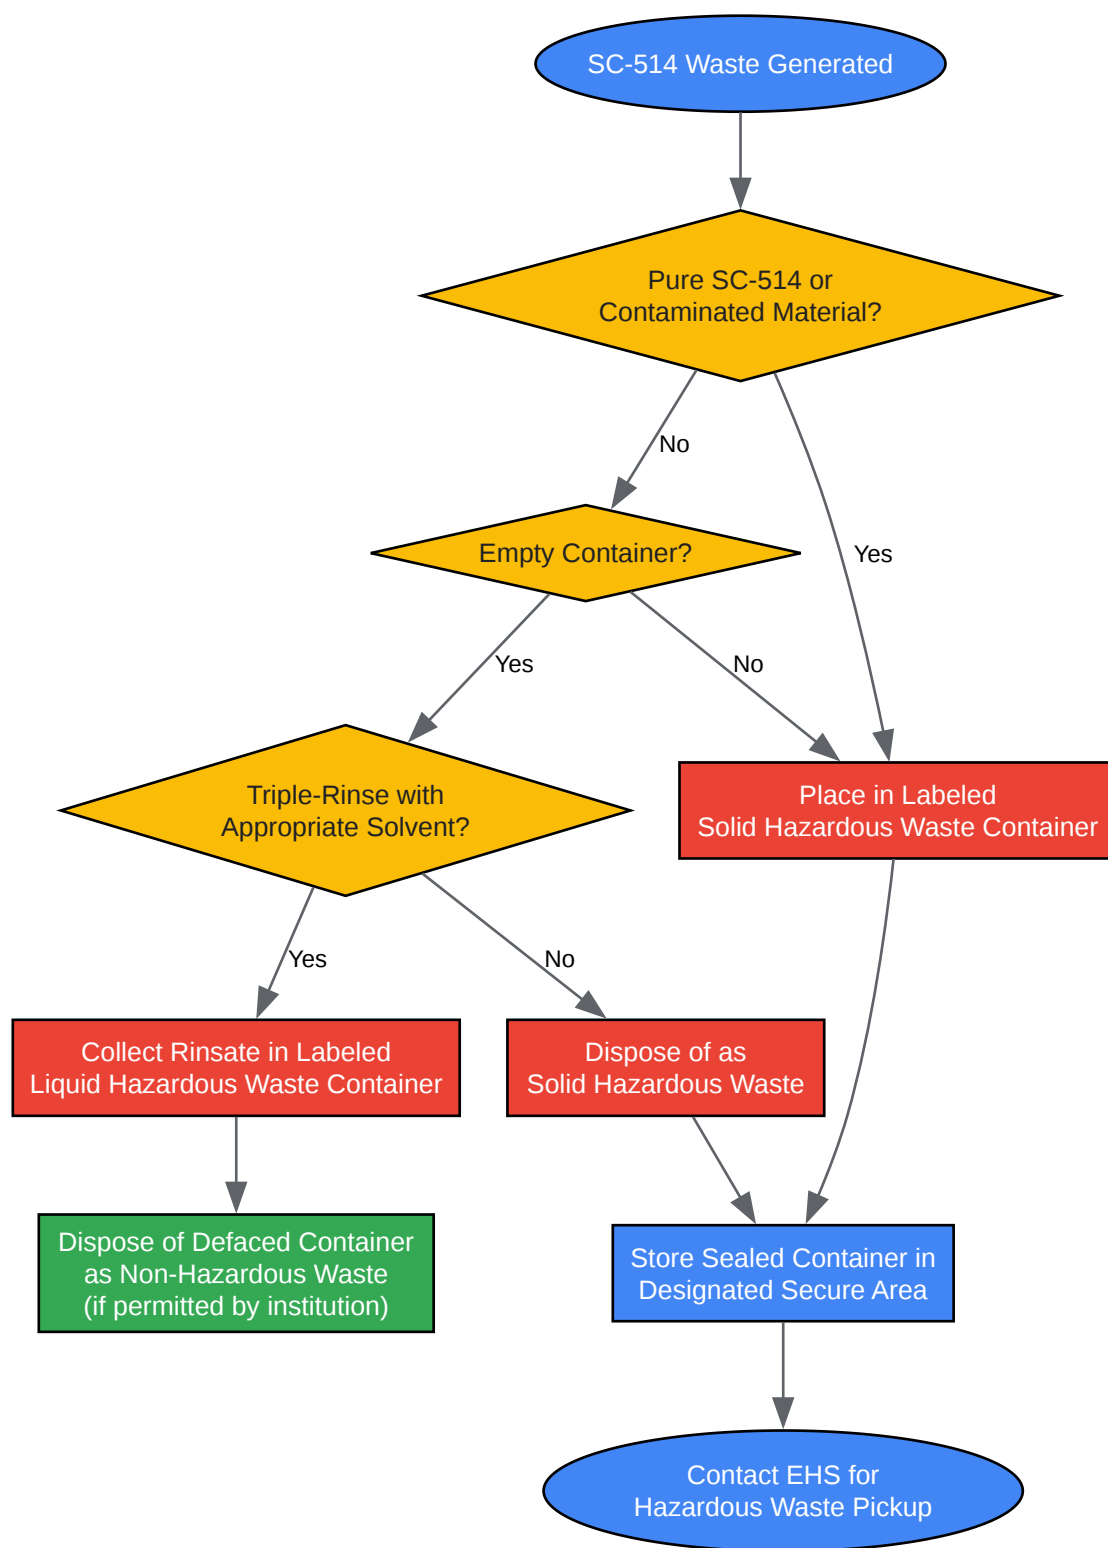 SC-514 Waste Generated
Pure SC-514 or
Contaminated Material?
No
Yes
Empty Container?
Yes
No
Triple-Rinse with
Appropriate Solvent?
Place in Labeled
Solid Hazardous Waste Container
Yes
No
Collect Rinsate in Labeled
Liquid Hazardous Waste Container
Dispose of as
Solid Hazardous Waste
Dispose of Defaced Container
as Non-Hazardous Waste
(if permitted by institution)
Store Sealed Container in
Designated Secure Area
Contact EHS for
Hazardous Waste Pickup